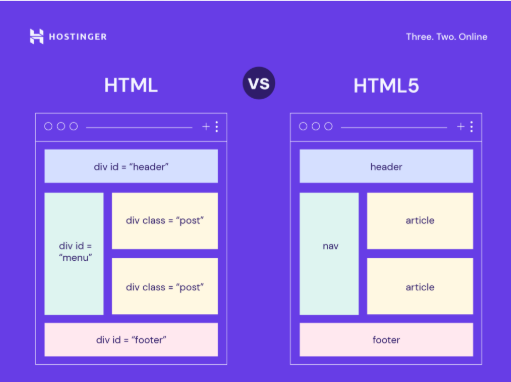 HOSTINGER
Three. Two. Online
HTML
VS
HTML5
div id = “header”
div id =
“menu”
div class = “post”
div class = “post”
div id = “footer”
header
nav
article
article
footer